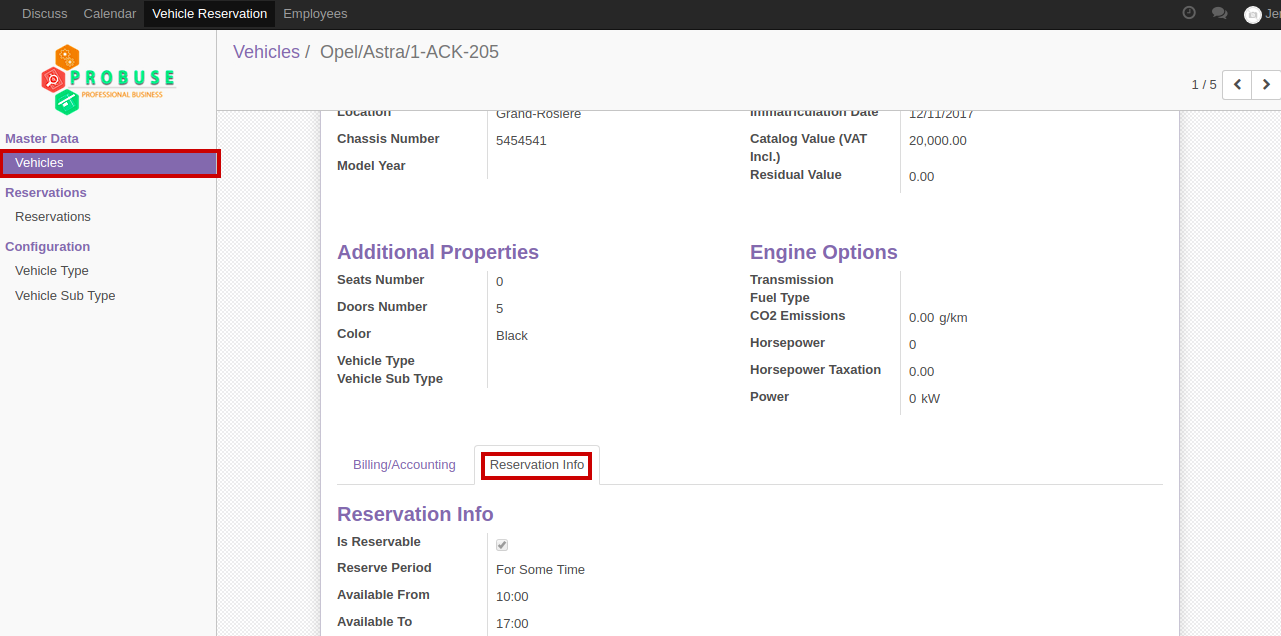 Discuss Calendar Vehicle Reservation Employees
PROBUSE
PROFESSIONAL BUSINESS
Vehicles / Opel/Astra/1-ACK-205
1 / 5
Master Data
Vehicles
Reservations
Reservations
Configuration
Vehicle Type
Vehicle Sub Type
Location Grand-Rosière
Chassis Number 5454541
Model Year
Immatriculation Date 12/11/2017
Catalog Value (VAT
Incl.) 20,000.00
Residual Value 0.00
Additional Properties
Seats Number 0
Doors Number 5
Color Black
Vehicle Type
Vehicle Sub Type
Engine Options
Transmission
Fuel Type
CO2 Emissions 0.00 g/km
Horsepower 0
Horsepower Taxation 0.00
Power 0 kW
Billing/Accounting Reservation Info
Reservation Info
Is Reservable
Reserve Period For Some Time
Available From 10:00
Available To 17:00